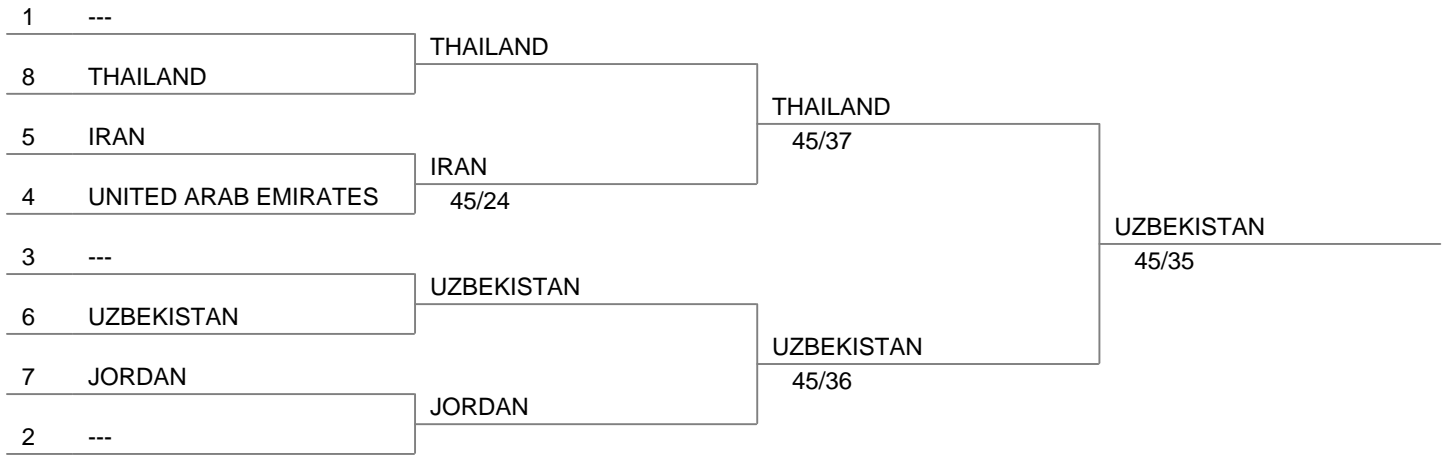 1 ---
THAILAND
8 THAILAND
THAILAND
5 IRAN
45/37
IRAN
4 UNITED ARAB EMIRATES
45/24
UZBEKISTAN
3 ---
45/35
UZBEKISTAN
6 UZBEKISTAN
UZBEKISTAN
7 JORDAN
45/36
JORDAN
2 ---